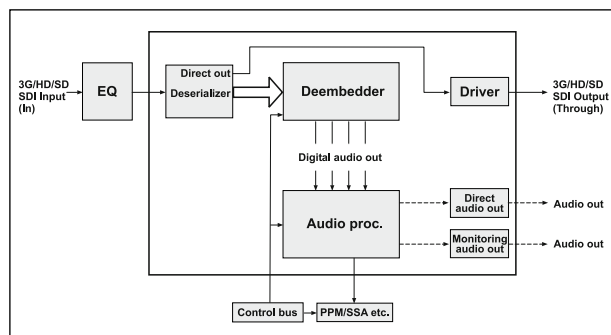 3G/HD/SD
SDI Input
(In)
EQ
Direct out
Deserializer
Deembedder
Driver
3G/HD/SD
SDI Output
(Through)
Digital audio out
Audio proc.
Direct
audio out
Audio out
Monitoring
audio out
Audio out
Control bus
PPM/SSA etc.